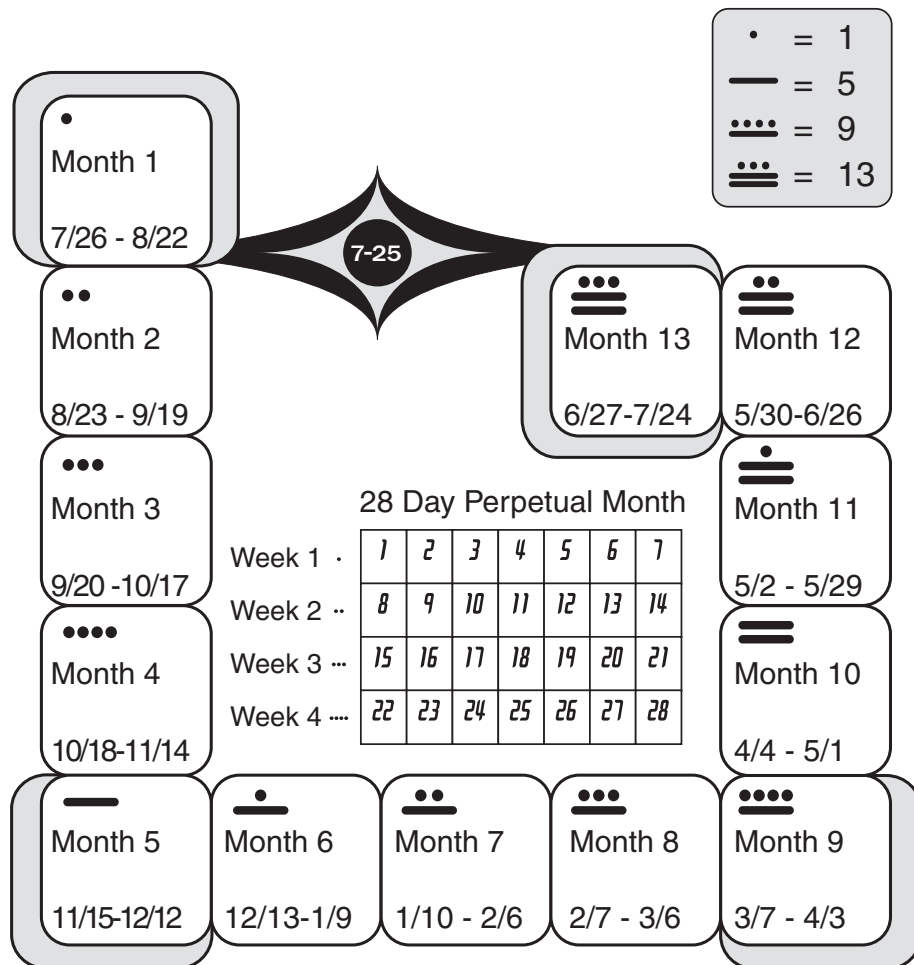 = 1
= 5
= 9
= 13
Month 1
7/26 - 8/22
7-25
Month 2
8/23 - 9/19
Month 13
6/27-7/24
Month 12
5/30-6/26
Month 3
9/20 -10/17
Month 11
5/2 - 5/29
28 Day Perpetual Month
Week 1 1 2 3 4 5 6 7
Week 2 8 9 10 11 12 13 14
Week 3 15 16 17 18 19 20 21
Week 4 22 23 24 25 26 27 28
Month 4
10/18-11/14
Month 10
4/4 - 5/1
Month 5
11/15-12/12
Month 6
12/13-1/9
Month 7
1/10 - 2/6
Month 8
2/7 - 3/6
Month 9
3/7 - 4/3